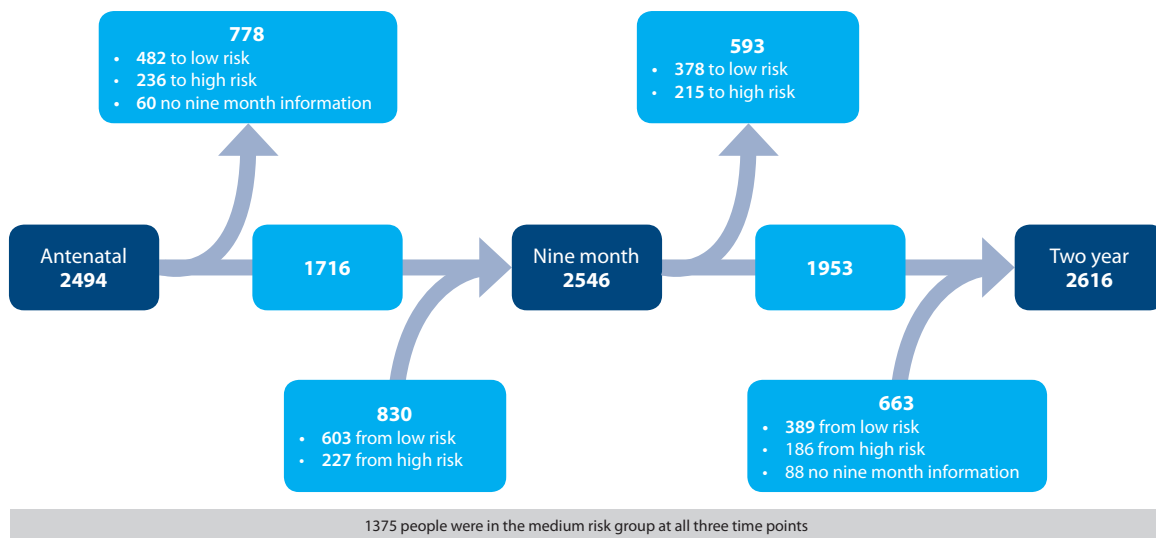 778
• 482 to low risk
• 236 to high risk
• 60 no nine month information
593
• 378 to low risk
• 215 to high risk
Antenatal
2494
1716
Nine month
2546
1953
Two year
2616
830
• 603 from low risk
• 227 from high risk
663
• 389 from low risk
• 186 from high risk
• 88 no nine month information
1375 people were in the medium risk group at all three time points